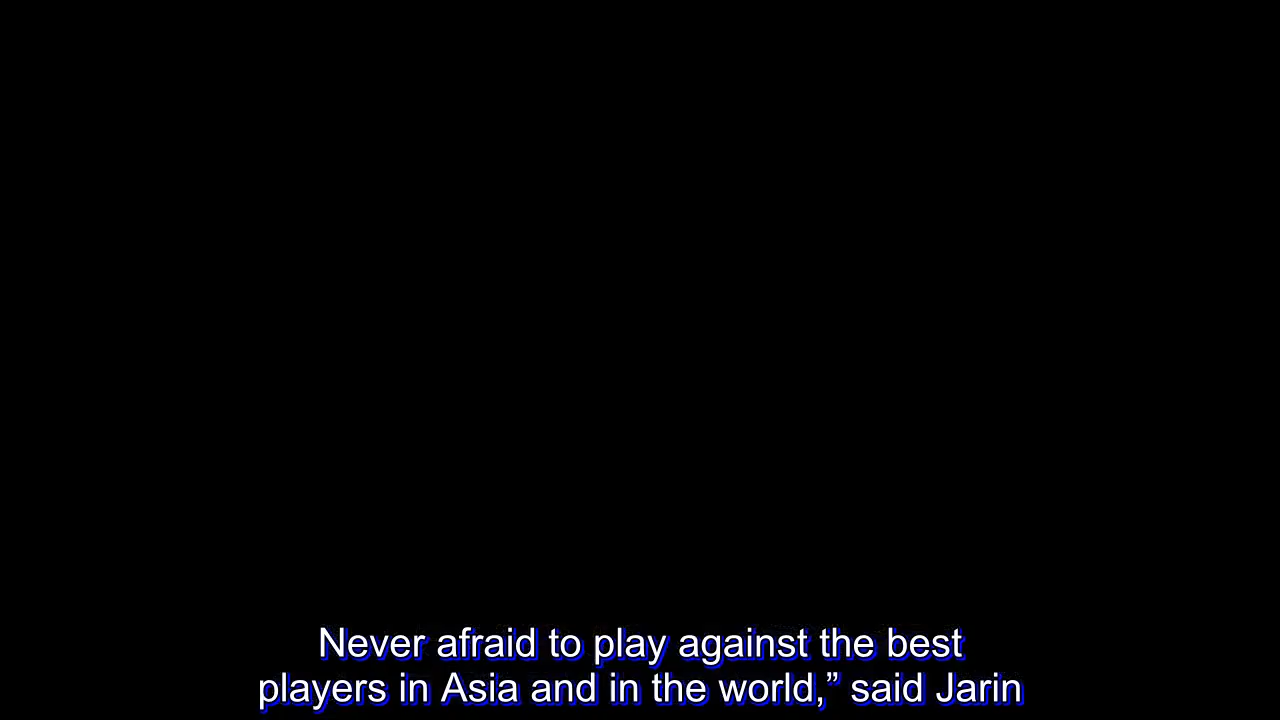 Never afraid to play against the best
players in Asia and in the world,” said Jarin